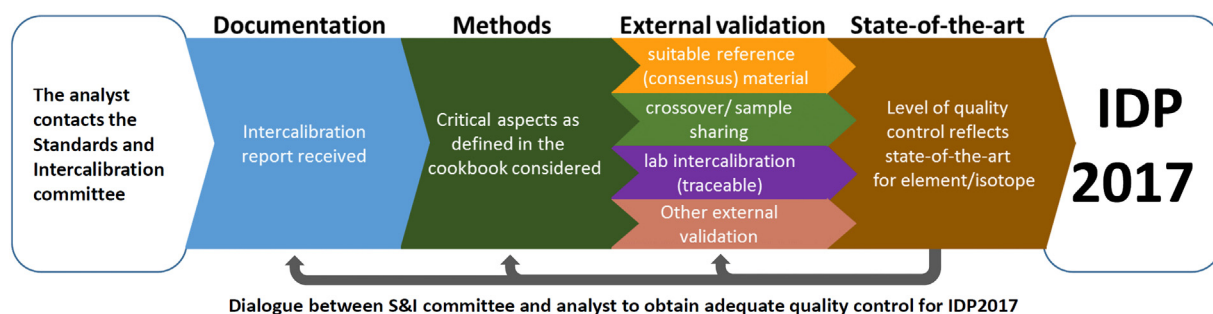 Documentation
Methods
External validation
State-of-the-art
The analyst
contacts the
Standards and
Intercalibration
committee
Intercalibration
report received
Critical aspects as
defined in the
cookbook considered
suitable reference
(consensus) material
crossover/ sample
sharing
lab intercalibration
(traceable)
Other external
validation
Level of quality
control reflects
state-of-the-art
for element/isotope
IDP
2017
Dialogue between S&I committee and analyst to obtain adequate quality control for IDP2017